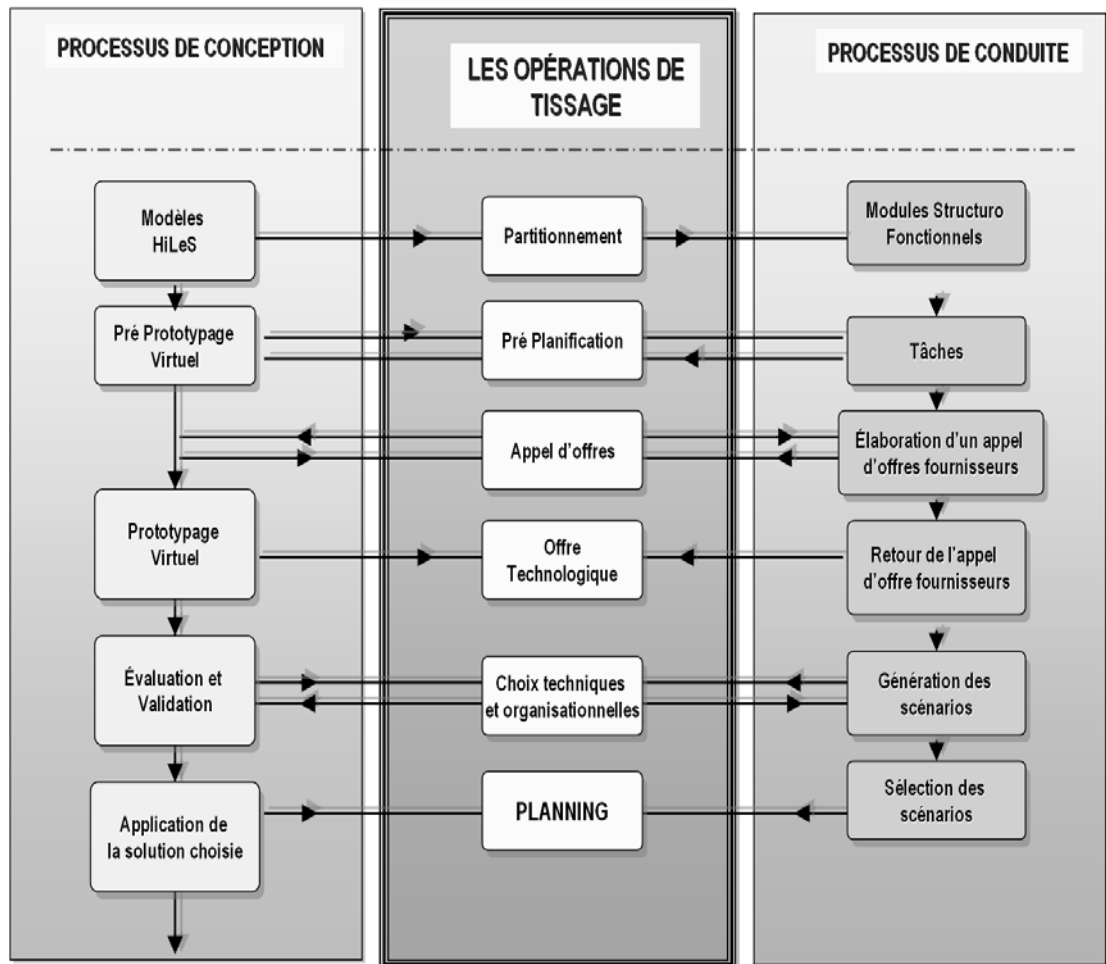 PROCESSUS DE CONCEPTION
LES OPÉRATIONS DE
TISSAGE
PROCESSUS DE CONDUITE
Modèles
HiLeS
Partitionnement
Modules Structuro
Fonctionnels
Pré Prototypage
Virtuel
Pré Planification
Tâches
Appel d'offres
Élaboration d'un appel
d'offres fournisseurs
Prototypage
Virtuel
Offre
Technologique
Retour de l'appel
d'offre fournisseurs
Évaluation et
Validation
Choix techniques
et organisationnelles
Génération des
scénarios
Application de
la solution choisie
PLANNING
Sélection des
scénarios